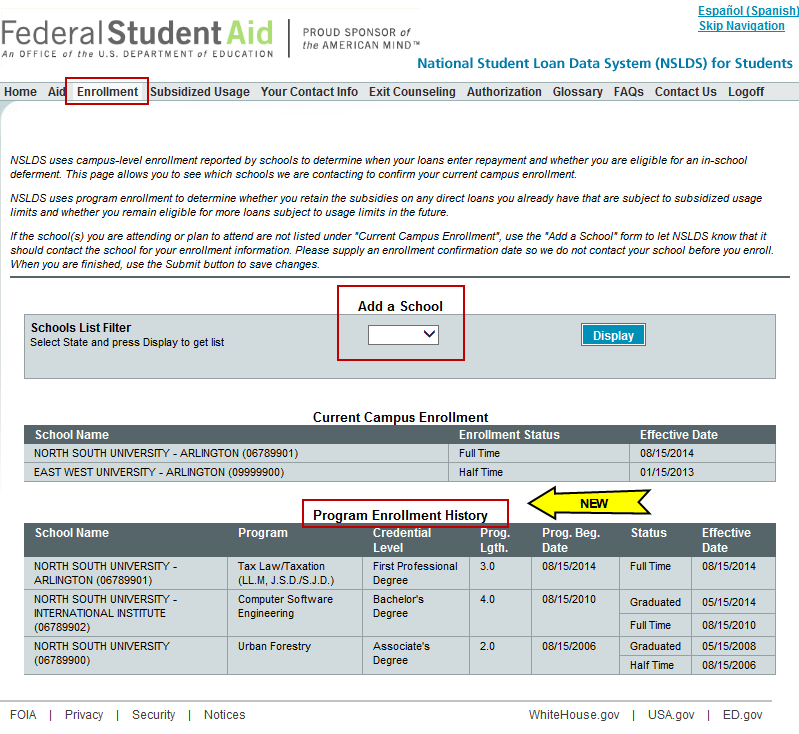 Español (Spanish)
Skip Navigation
Federal Student Aid
An OFFICE of the U.S. DEPARTMENT of EDUCATION
PROUD SPONSOR of
the AMERICAN MIND™
National Student Loan Data System (NSLDS) for Students
Home Aid Enrollment Subsidized Usage Your Contact Info Exit Counseling Authorization Glossary FAQs Contact Us Logoff
NSLDS uses campus-level enrollment reported by schools to determine when your loans enter repayment and whether you are eligible for an in-school
deferment. This page allows you to see which schools we are contacting to confirm your current campus enrollment.
NSLDS uses program enrollment to determine whether you retain the subsidies on any direct loans you already have that are subject to subsidized usage
limits and whether you remain eligible for more loans subject to usage limits in the future.
If the school(s) you are attending or plan to attend are not listed under "Current Campus Enrollment", use the "Add a School" form to let NSLDS know that it
should contact the school for your enrollment information. Please supply an enrollment confirmation date so we do not contact your school before you enroll.
When you are finished, use the Submit button to save changes.
Add a School
Schools List Filter
Select State and press Display to get list
Display
Current Campus Enrollment
School Name Enrollment Status Effective Date
NORTH SOUTH UNIVERSITY - ARLINGTON (06789901) Full Time 08/15/2014
EAST WEST UNIVERSITY - ARLINGTON (09999900) Half Time 01/15/2013
NEW
Program Enrollment History
School Name Program Credential Prog. Prog. Beg. Status Effective
Level Lgth. Date Date
NORTH SOUTH UNIVERSITY - Tax Law/Taxation First Professional 3.0 08/15/2014 Full Time 08/15/2014
ARLINGTON (06789901) (LL.M, J.S.D./S.J.D.) Degree
NORTH SOUTH UNIVERSITY - Computer Software Bachelor's 4.0 08/15/2010 Graduated 05/15/2014
INTERNATIONAL INSTITUTE Engineering Degree
(06789902) Full Time 08/15/2010
NORTH SOUTH UNIVERSITY Urban Forestry Associate's 2.0 08/15/2006 Graduated 05/15/2008
(06789900) Degree Half Time 08/15/2006
FOIA | Privacy | Security | Notices WhiteHouse.gov | USA.gov | ED.gov